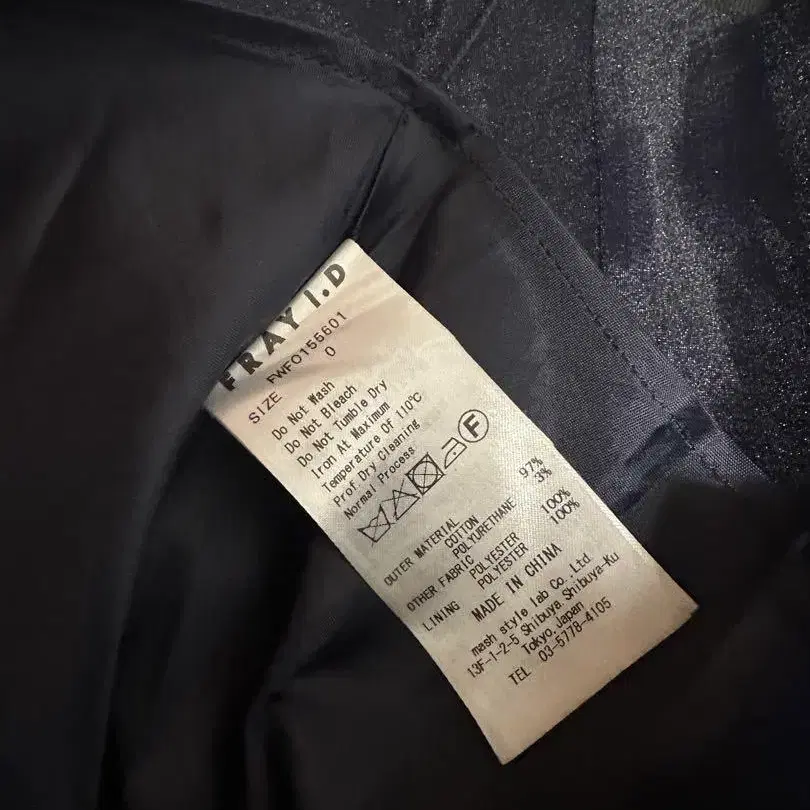 FRAY I.D
FWFO155601
SIZE 0
Do Not Wash
Do Not Bleach
Do Not Tumble Dry
Iron At Maximum
Temperature Of 110℃
Prof Dry Cleaning
Normal Process
F
OUTER MATERIAL
COTTON 97%
POLYURETHANE 3%
OTHER FABRIC
POLYESTER 100%
LINING POLYESTER 100%
MADE IN CHINA
mash style lab Co.,Ltd.
13F-1-2-5 Shibuya Shibuya-Ku
Tokyo,Japan
TEL 03-5778-4105